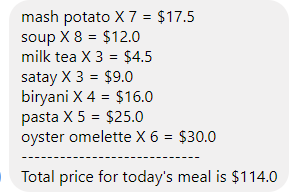 mash potato X 7 = $17.5
soup X 8 = $12.0
milk tea X 3 = $4.5
satay X 3 = $9.0
biryani X 4 = $16.0
pasta X 5 = $25.0
oyster omelette X 6 = $30.0
----------------------------
Total price for today's meal is $114.0